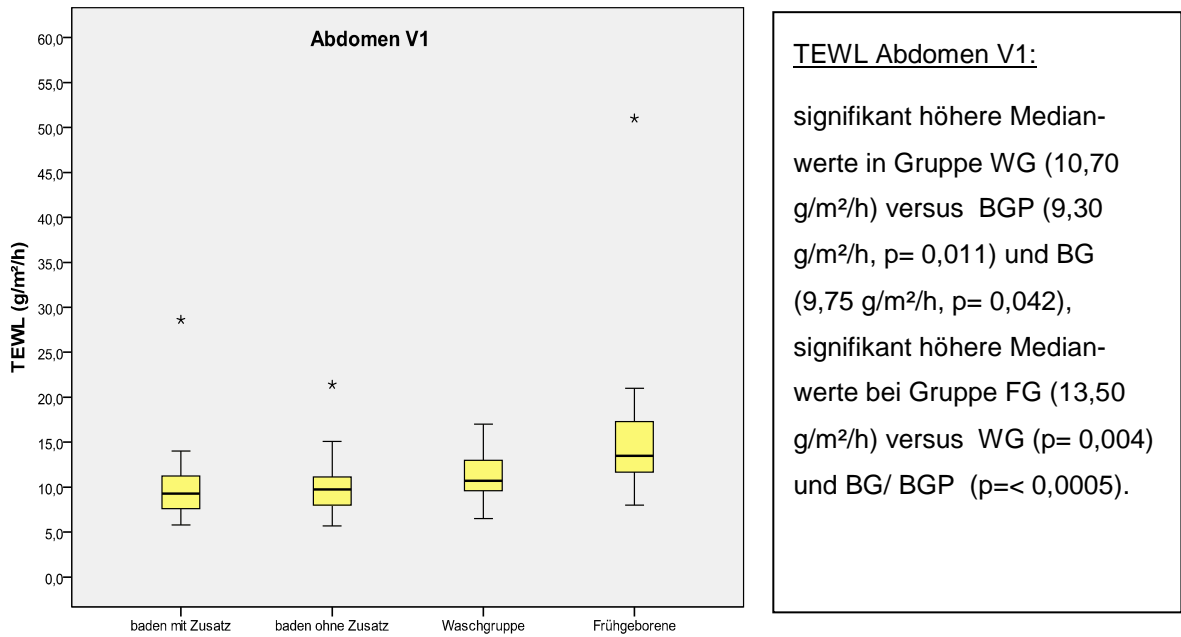 Abdomen V1
TEWL (g/m²/h)
60,0
55,0
50,0
45,0
40,0
35,0
30,0
25,0
20,0
15,0
10,0
5,0
0,0
baden mit Zusatz
baden ohne Zusatz
Waschgruppe
Frühgeborene
TEWL Abdomen V1:
signifikant höhere Median-
werte in Gruppe WG (10,70
g/m²/h) versus BGP (9,30
g/m²/h, p= 0,011) und BG
(9,75 g/m²/h, p= 0,042),
signifikant höhere Median-
werte bei Gruppe FG (13,50
g/m²/h) versus WG (p= 0,004)
und BG/ BGP (p=< 0,0005).